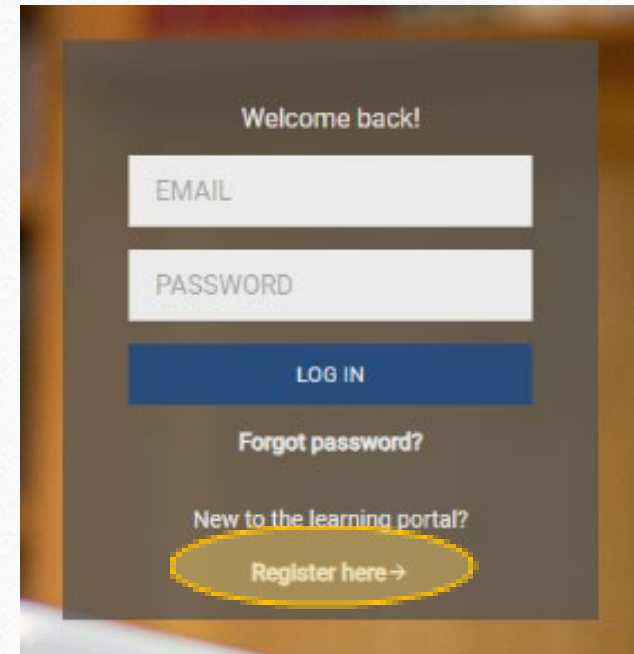 Welcome back!
EMAIL
PASSWORD
LOG IN
Forgot password?
New to the learning portal?
Register here→